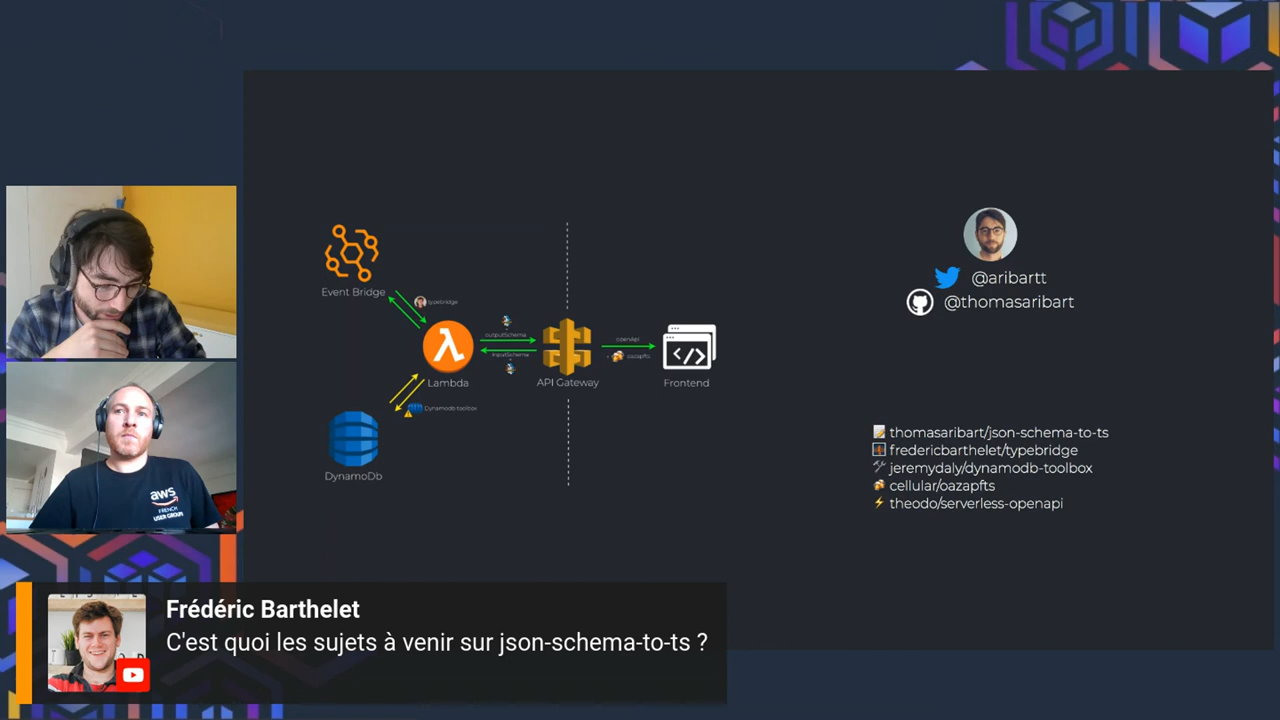 Event Bridge
typebridge
outputSchema
inputSchema
openApi
+ oazapfts
Lambda
API Gateway
Frontend
Dynamodb toolbox
DynamoDb
@aribartt
@thomasaribart
thomasaribart/json-schema-to-ts
fredericbarthelet/typebridge
jeremydaly/dynamodb-toolbox
cellular/oazapfts
theodo/serverless-openapi
aws
FRENCH
USER GROUP
Frédéric Barthelet
C'est quoi les sujets à venir sur json-schema-to-ts ?